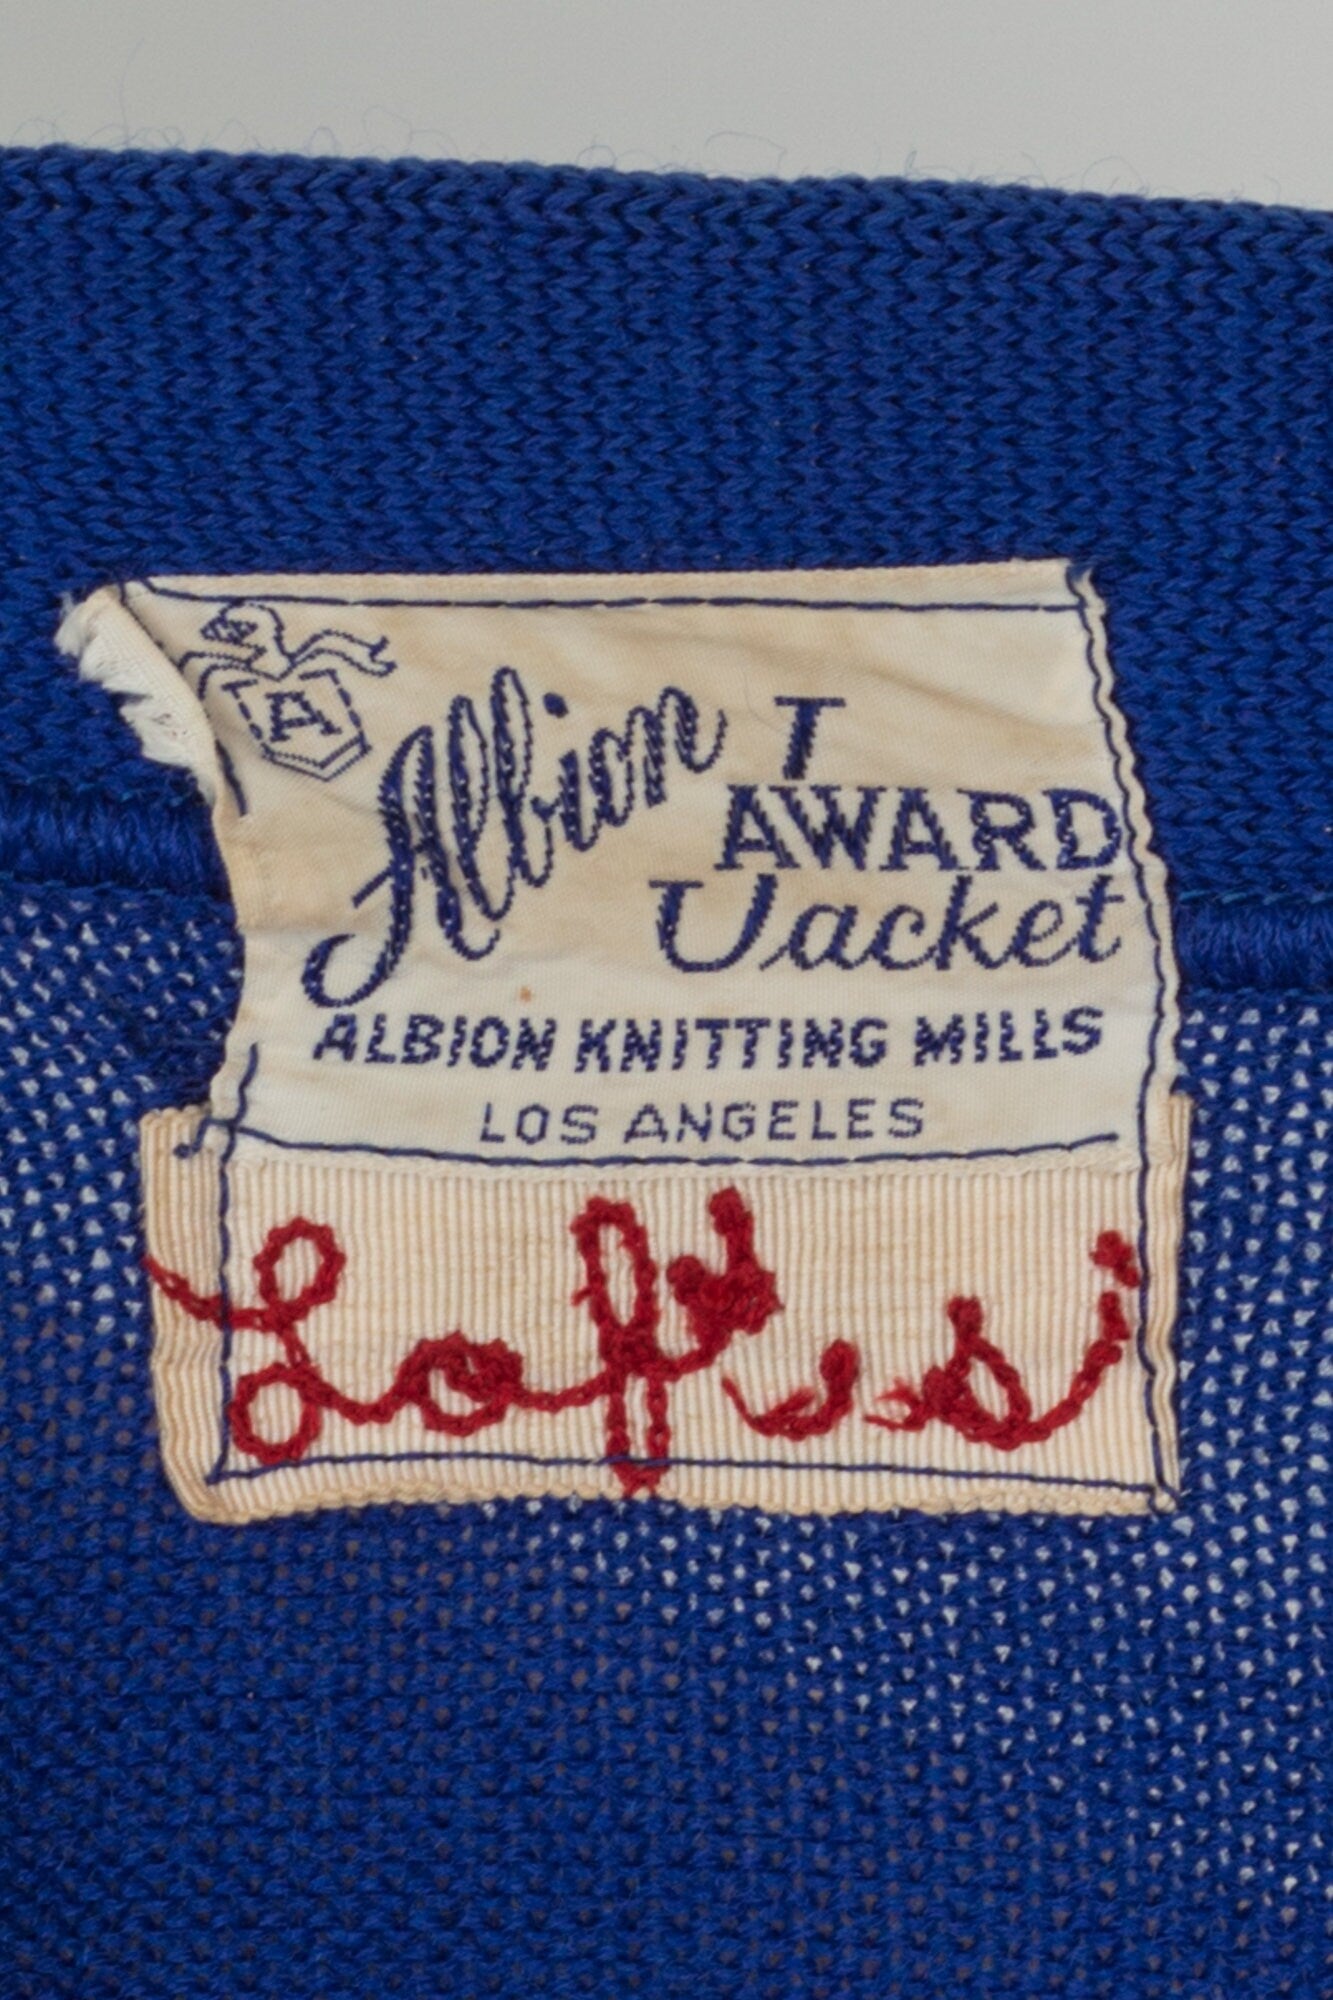 A
Albion T
AWARD
Jacket
ALBION KNITTING MILLS
LOS ANGELES